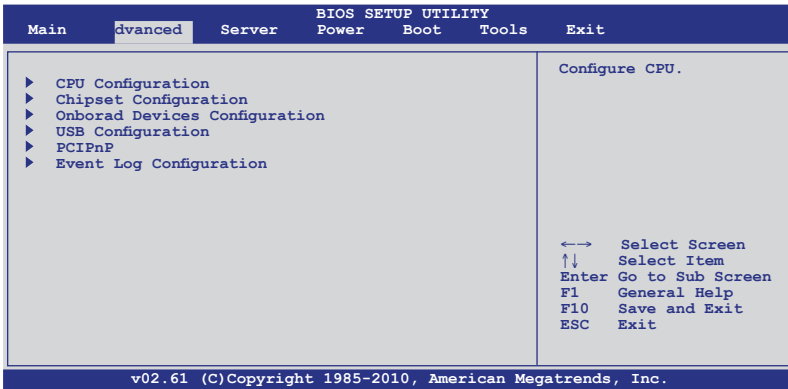 BIOS SETUP UTILITY
Main dvanced Server Power Boot Tools Exit
CPU Configuration
Chipset Configuration
Onborad Devices Configuration
USB Configuration
PCIPnP
Event Log Configuration
Configure CPU.
←→ Select Screen
↑↓ Select Item
Enter Go to Sub Screen
F1 General Help
F10 Save and Exit
ESC Exit
v02.61 (C)Copyright 1985-2010, American Megatrends, Inc.